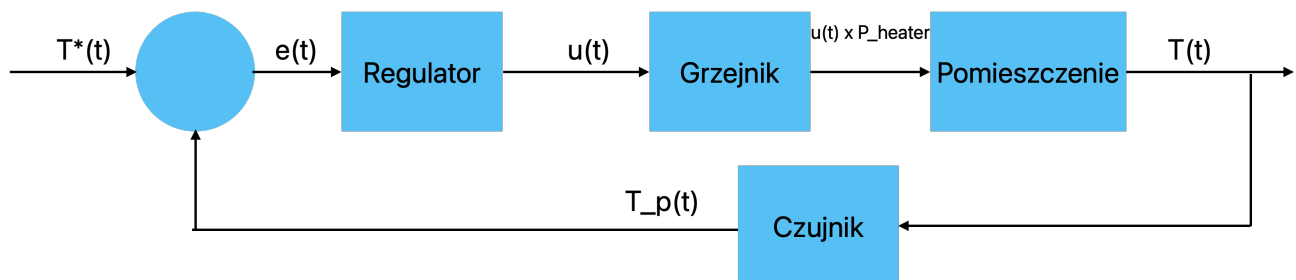 T*(t)
e(t)
Regulator
u(t)
Grzejnik
u(t) x P_heater
Pomieszczenie
T(t)
T_p(t)
Czujnik